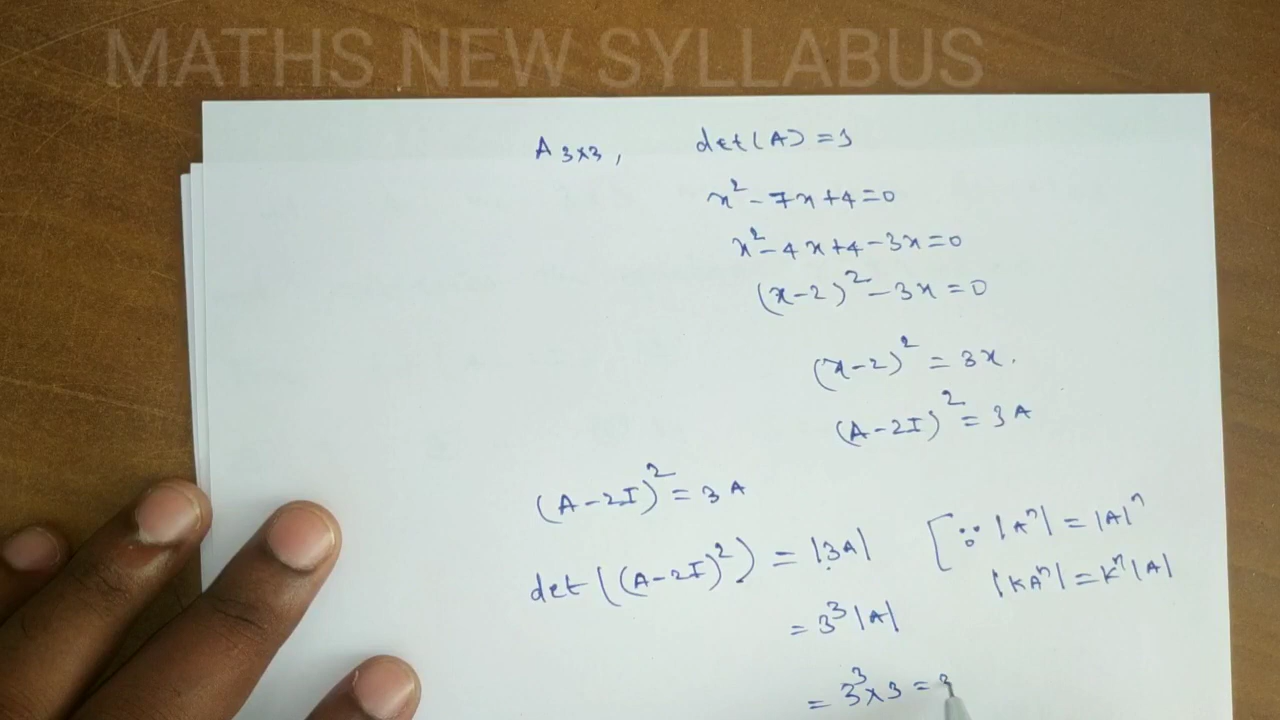 MATHS NEW SYLLABUS
A₃ₓ₃, det(A) = 3
x² - 7x + 4 = 0
x² - 4x + 4 - 3x = 0
(x-2)² - 3x = 0
(x-2)² = 3x.
(A-2I)² = 3A
(A-2I)² = 3A
det((A-2I)²) = |3A| [∵ |Aⁿ| = |A|ⁿ
|KAⁿ| = Kⁿ|A|
= 3³|A|
= 3³×3 =